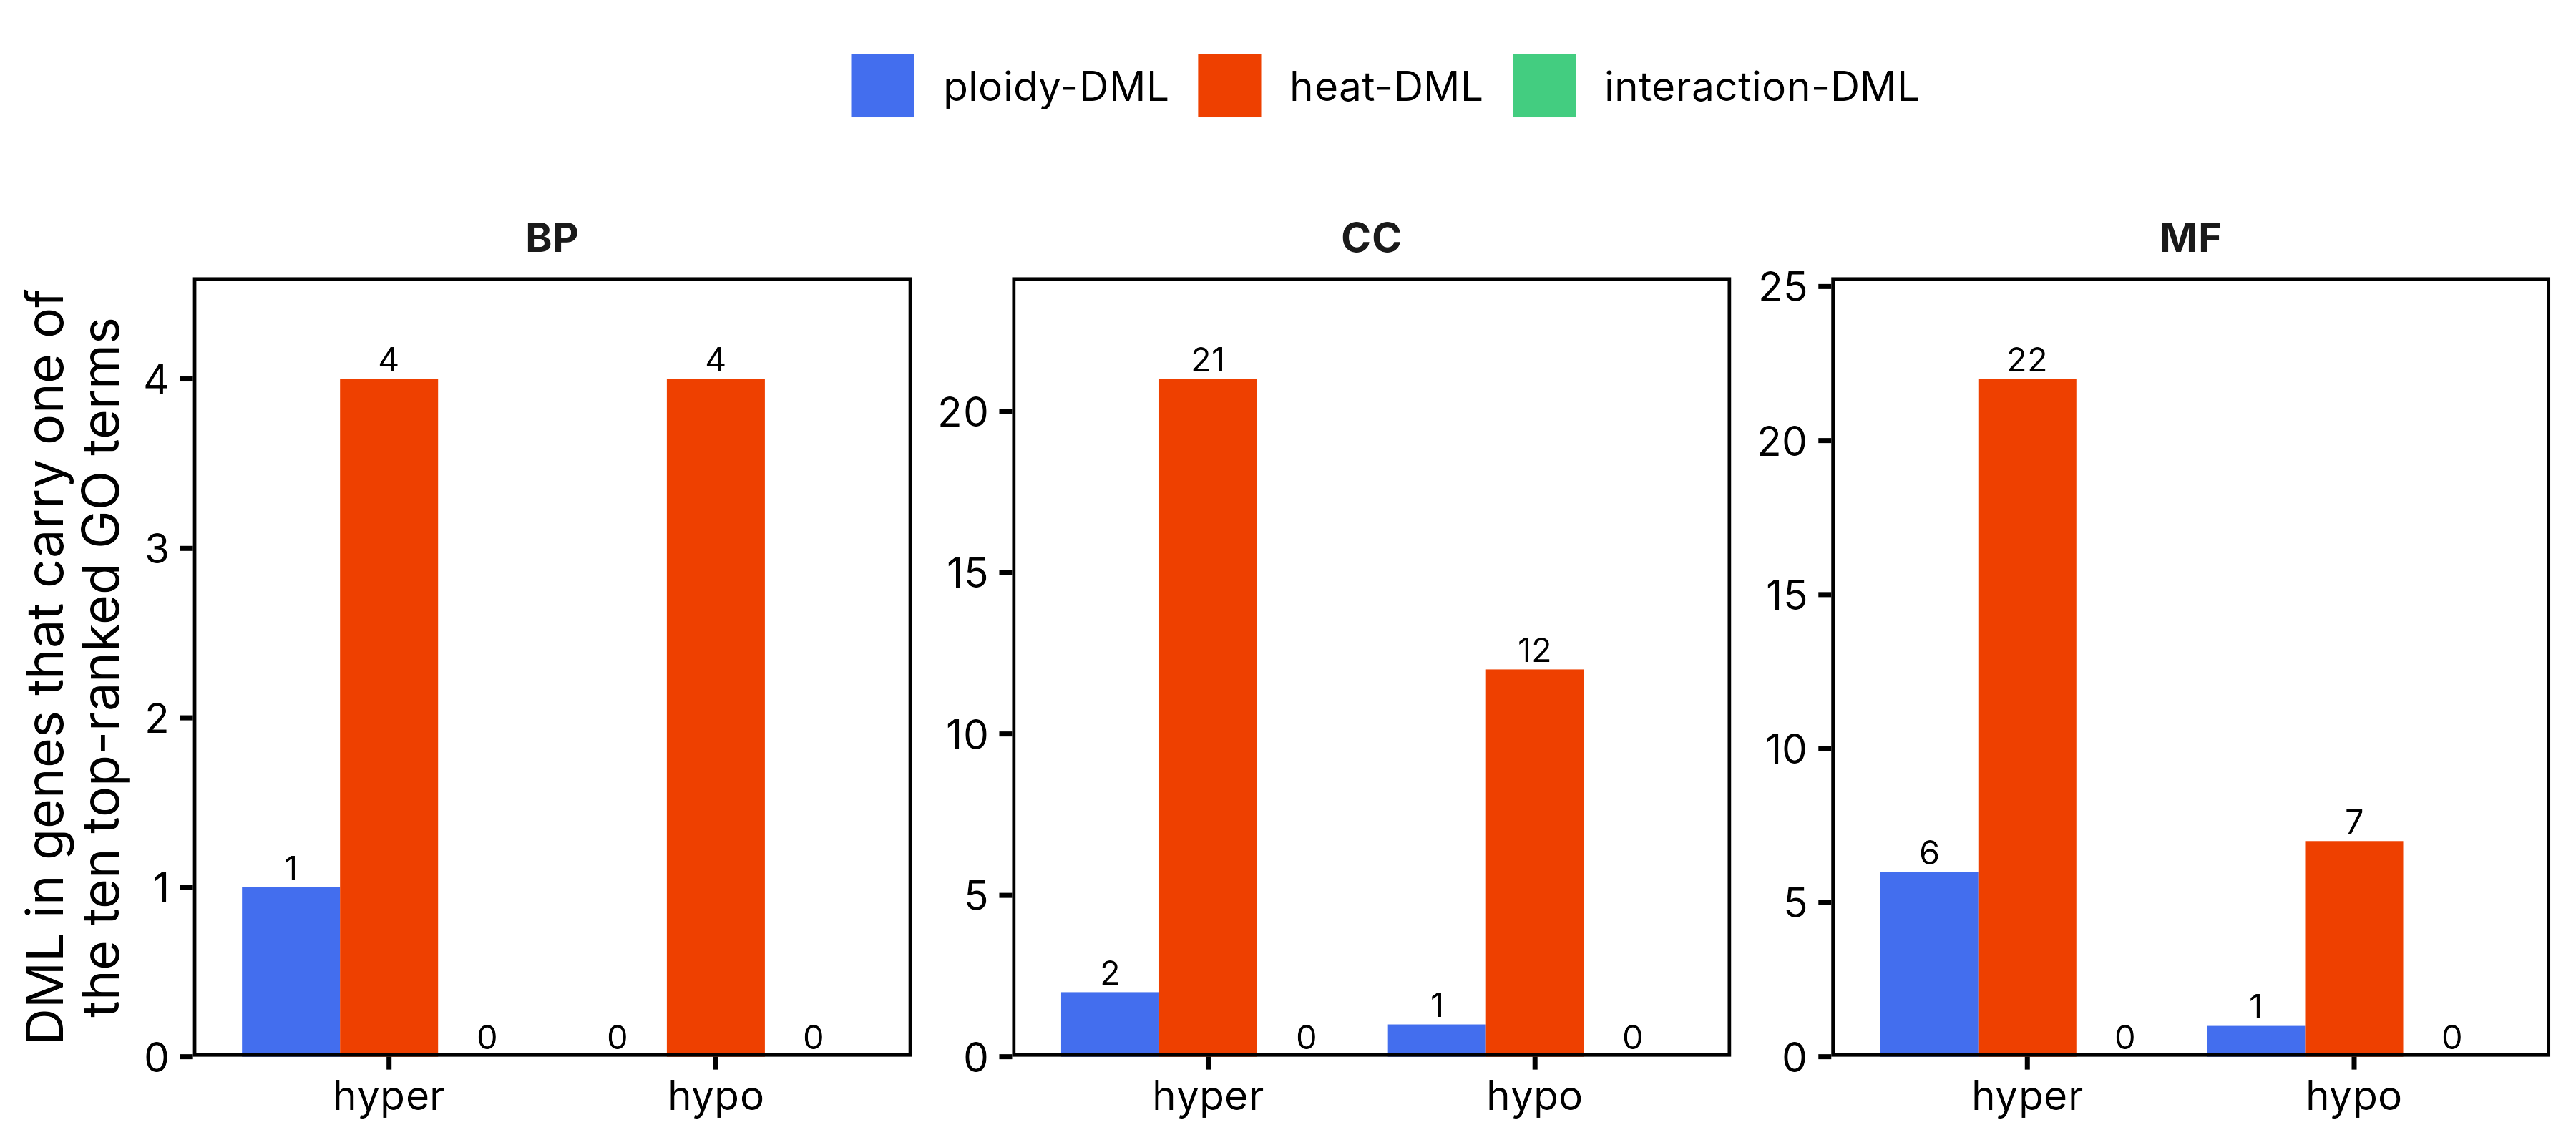 ploidy-DML heat-DML interaction-DML
BP CC MF
DML in genes that carry one of
the ten top-ranked GO terms
4
3
2
1
0
1 4 0 0 4 0
hyper hypo
20
15
10
5
0
2 21 0 1 12 0
hyper hypo
25
20
15
10
5
0
6 22 0 1 7 0
hyper hypo